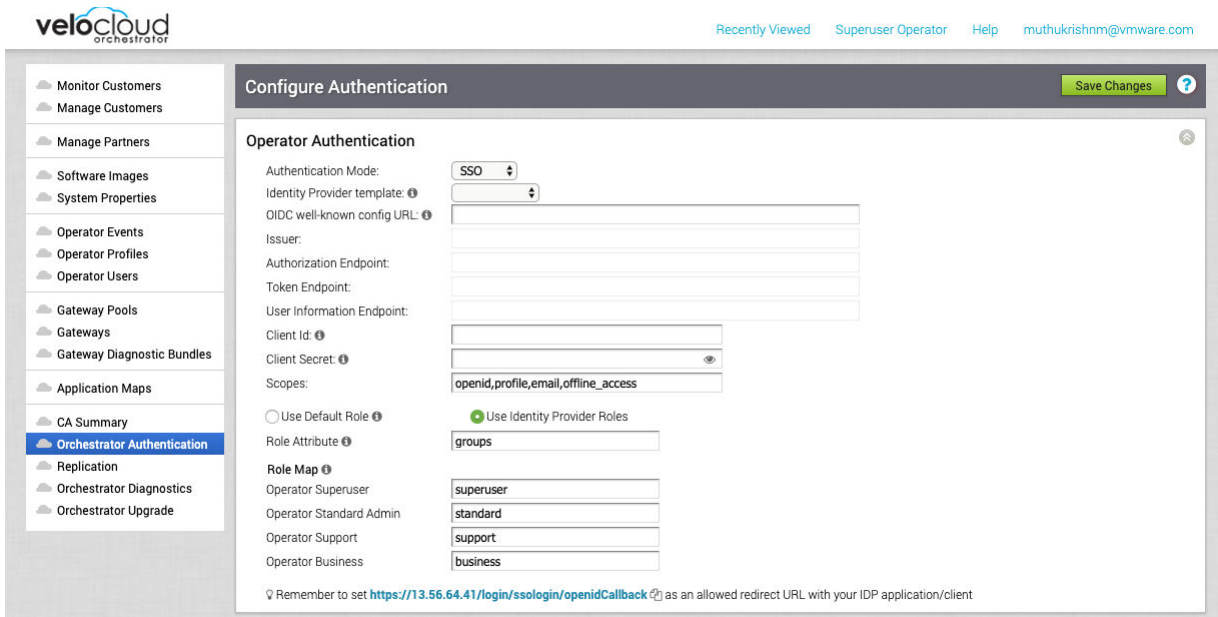 velocloud
orchestrator
Recently Viewed Superuser Operator Help muthukrishnm@vmware.com
Monitor Customers
Manage Customers
Manage Partners
Software Images
System Properties
Operator Events
Operator Profiles
Operator Users
Gateway Pools
Gateways
Gateway Diagnostic Bundles
Application Maps
CA Summary
Orchestrator Authentication
Replication
Orchestrator Diagnostics
Orchestrator Upgrade
Configure Authentication Save Changes ?
Operator Authentication
Authentication Mode: SSO
Identity Provider template:
OIDC well-known config URL:
Issuer:
Authorization Endpoint:
Token Endpoint:
User Information Endpoint:
Client Id:
Client Secret:
Scopes: openid,profile,email,offline_access
Use Default Role Use Identity Provider Roles
Role Attribute groups
Role Map
Operator Superuser superuser
Operator Standard Admin standard
Operator Support support
Operator Business business
Remember to set https://13.56.64.41/login/ssologin/openidCallback as an allowed redirect URL with your IDP application/client